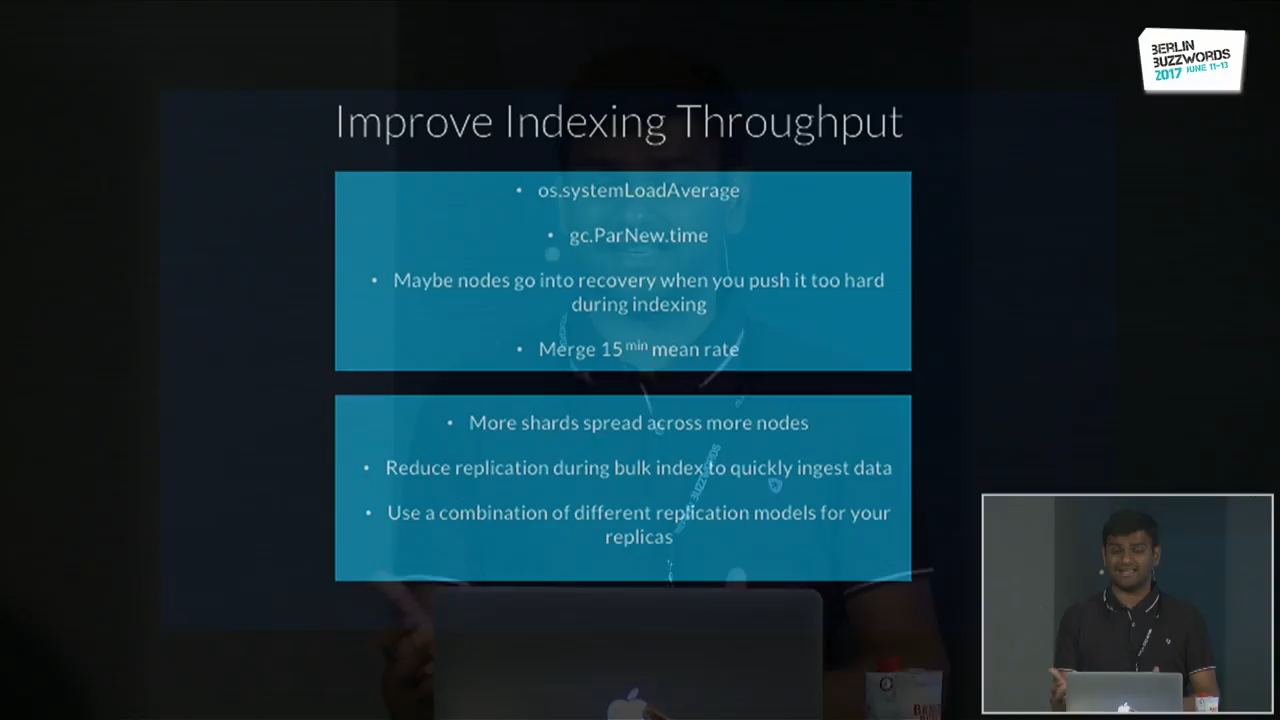 BERLIN
BUZZWORDS
2017 JUNE 11-13
Improve Indexing Throughput
• os.systemLoadAverage
• gc.ParNew.time
• Maybe nodes go into recovery when you push it too hard
during indexing
• Merge 15 min mean rate
• More shards spread across more nodes
• Reduce replication during bulk index to quickly ingest data
• Use a combination of different replication models for your
replicas
BUZZWORDS